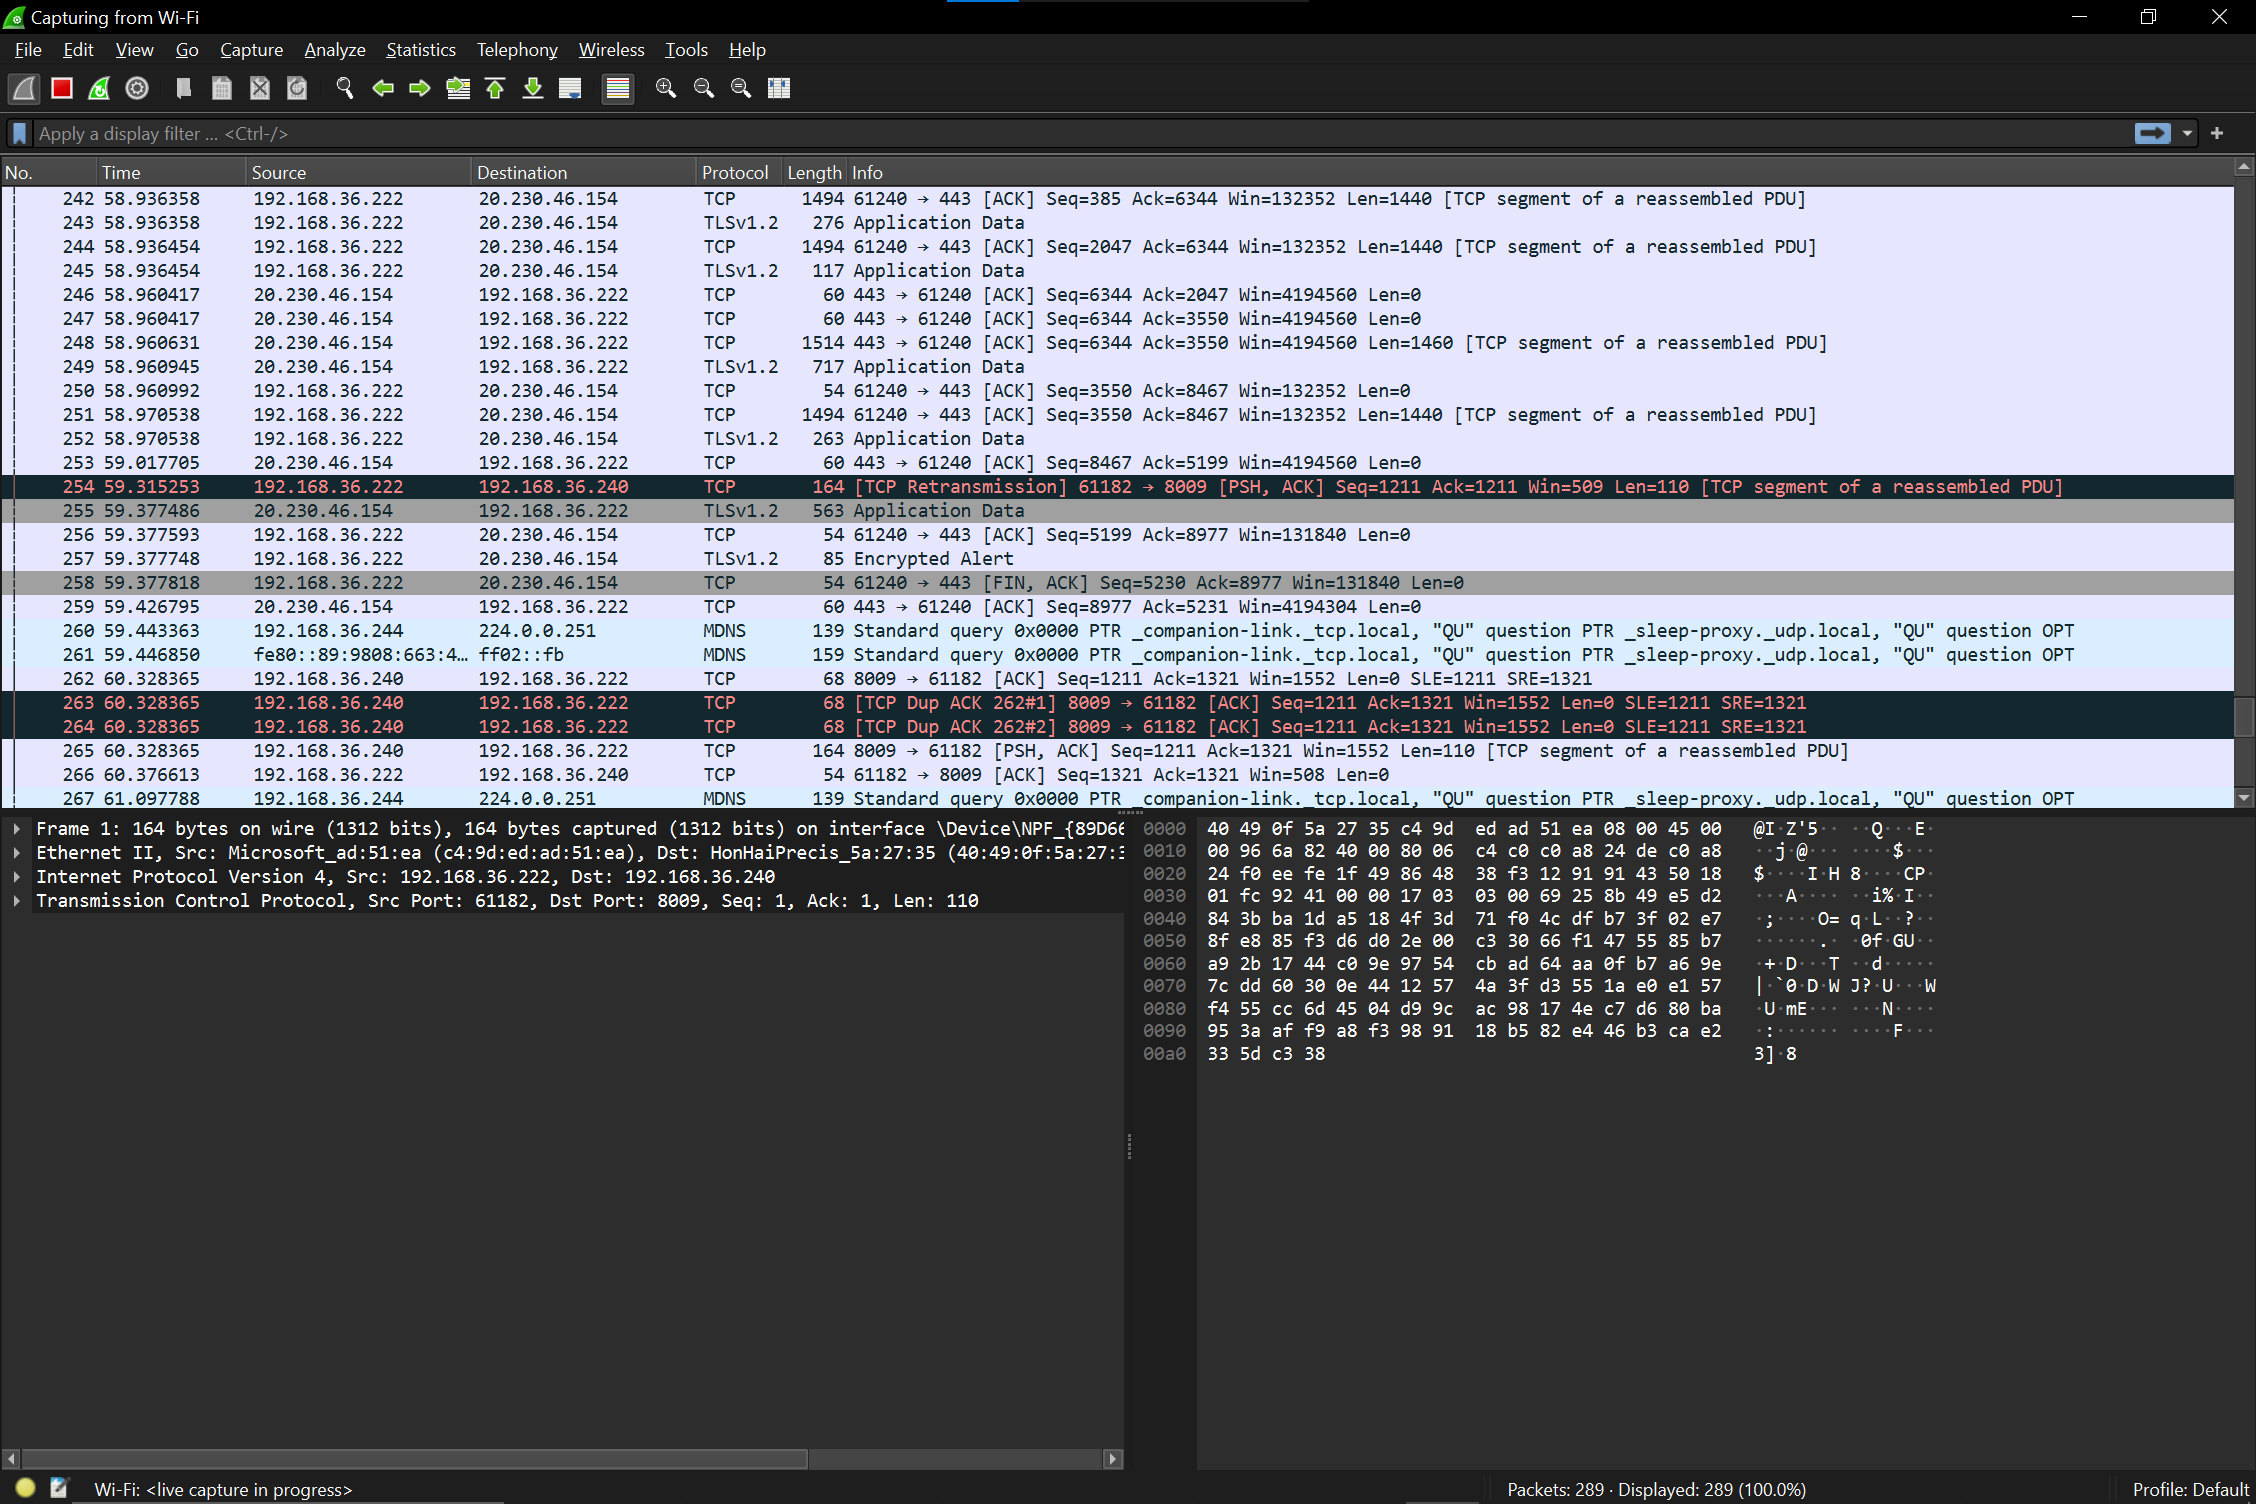 Capturing from Wi-Fi
File Edit View Go Capture Analyze Statistics Telephony Wireless Tools Help
Apply a display filter ... <Ctrl-/>
No. Time Source Destination Protocol Length Info
242 58.936358 192.168.36.222 20.230.46.154 TCP 1494 61240 → 443 [ACK] Seq=385 Ack=6344 Win=132352 Len=1440 [TCP segment of a reassembled PDU]
243 58.936358 192.168.36.222 20.230.46.154 TLSv1.2 276 Application Data
244 58.936454 192.168.36.222 20.230.46.154 TCP 1494 61240 → 443 [ACK] Seq=2047 Ack=6344 Win=132352 Len=1440 [TCP segment of a reassembled PDU]
245 58.936454 192.168.36.222 20.230.46.154 TLSv1.2 117 Application Data
246 58.960417 20.230.46.154 192.168.36.222 TCP 60 443 → 61240 [ACK] Seq=6344 Ack=2047 Win=4194560 Len=0
247 58.960417 20.230.46.154 192.168.36.222 TCP 60 443 → 61240 [ACK] Seq=6344 Ack=3550 Win=4194560 Len=0
248 58.960631 20.230.46.154 192.168.36.222 TCP 1514 443 → 61240 [ACK] Seq=6344 Ack=3550 Win=4194560 Len=1460 [TCP segment of a reassembled PDU]
249 58.960945 20.230.46.154 192.168.36.222 TLSv1.2 717 Application Data
250 58.960992 192.168.36.222 20.230.46.154 TCP 54 61240 → 443 [ACK] Seq=3550 Ack=8467 Win=132352 Len=0
251 58.970538 192.168.36.222 20.230.46.154 TCP 1494 61240 → 443 [ACK] Seq=3550 Ack=8467 Win=132352 Len=1440 [TCP segment of a reassembled PDU]
252 58.970538 192.168.36.222 20.230.46.154 TLSv1.2 263 Application Data
253 59.017705 20.230.46.154 192.168.36.222 TCP 60 443 → 61240 [ACK] Seq=8467 Ack=5199 Win=4194560 Len=0
254 59.315253 192.168.36.222 192.168.36.240 TCP 164 [TCP Retransmission] 61182 → 8009 [PSH, ACK] Seq=1211 Ack=1211 Win=509 Len=110 [TCP segment of a reassembled PDU]
255 59.377486 20.230.46.154 192.168.36.222 TLSv1.2 563 Application Data
256 59.377593 192.168.36.222 20.230.46.154 TCP 54 61240 → 443 [ACK] Seq=5199 Ack=8977 Win=131840 Len=0
257 59.377748 192.168.36.222 20.230.46.154 TLSv1.2 85 Encrypted Alert
258 59.377818 192.168.36.222 20.230.46.154 TCP 54 61240 → 443 [FIN, ACK] Seq=5230 Ack=8977 Win=131840 Len=0
259 59.426795 20.230.46.154 192.168.36.222 TCP 60 443 → 61240 [ACK] Seq=8977 Ack=5231 Win=4194304 Len=0
260 59.443363 192.168.36.244 224.0.0.251 MDNS 139 Standard query 0x0000 PTR _companion-link._tcp.local, "QU" question PTR _sleep-proxy._udp.local, "QU" question OPT
261 59.446850 fe80::89:9808:663:4… ff02::fb MDNS 159 Standard query 0x0000 PTR _companion-link._tcp.local, "QU" question PTR _sleep-proxy._udp.local, "QU" question OPT
262 60.328365 192.168.36.240 192.168.36.222 TCP 68 8009 → 61182 [ACK] Seq=1211 Ack=1321 Win=1552 Len=0 SLE=1211 SRE=1321
263 60.328365 192.168.36.240 192.168.36.222 TCP 68 [TCP Dup ACK 262#1] 8009 → 61182 [ACK] Seq=1211 Ack=1321 Win=1552 Len=0 SLE=1211 SRE=1321
264 60.328365 192.168.36.240 192.168.36.222 TCP 68 [TCP Dup ACK 262#2] 8009 → 61182 [ACK] Seq=1211 Ack=1321 Win=1552 Len=0 SLE=1211 SRE=1321
265 60.328365 192.168.36.240 192.168.36.222 TCP 164 8009 → 61182 [PSH, ACK] Seq=1211 Ack=1321 Win=1552 Len=110 [TCP segment of a reassembled PDU]
266 60.376613 192.168.36.222 192.168.36.240 TCP 54 61182 → 8009 [ACK] Seq=1321 Ack=1321 Win=508 Len=0
267 61.097788 192.168.36.244 224.0.0.251 MDNS 139 Standard query 0x0000 PTR _companion-link._tcp.local, "QU" question PTR _sleep-proxy._udp.local, "QU" question OPT
Frame 1: 164 bytes on wire (1312 bits), 164 bytes captured (1312 bits) on interface \Device\NPF_{89D66
Ethernet II, Src: Microsoft_ad:51:ea (c4:9d:ed:ad:51:ea), Dst: HonHaiPrecis_5a:27:35 (40:49:0f:5a:27:3
Internet Protocol Version 4, Src: 192.168.36.222, Dst: 192.168.36.240
Transmission Control Protocol, Src Port: 61182, Dst Port: 8009, Seq: 1, Ack: 1, Len: 110
0000 40 49 0f 5a 27 35 c4 9d ed ad 51 ea 08 00 45 00 @I·Z'5·· ··Q···E·
0010 00 96 6a 82 40 00 80 06 c4 c0 c0 a8 24 de c0 a8 ··j·@··· ····$···
0020 24 f0 ee fe 1f 49 86 48 38 f3 12 91 91 43 50 18 $····I·H 8····CP·
0030 01 fc 92 41 00 00 17 03 03 00 69 25 8b 49 e5 d2 ···A···· ··i%·I··
0040 84 3b ba 1d a5 18 4f 3d 71 f0 4c df b7 3f 02 e7 ·;····O= q·L··?··
0050 8f e8 85 f3 d6 d0 2e 00 c3 30 66 f1 47 55 85 b7 ······.· ·0f·GU··
0060 a9 2b 17 44 c0 9e 97 54 cb ad 64 aa 0f b7 a6 9e ·+·D···T ··d·····
0070 7c dd 60 30 0e 44 12 57 4a 3f d3 55 1a e0 e1 57 |·`0·D·W J?·U···W
0080 f4 55 cc 6d 45 04 d9 9c ac 98 17 4e c7 d6 80 ba ·U·mE··· ···N····
0090 95 3a af f9 a8 f3 98 91 18 b5 82 e4 46 b3 ca e2 ·:······ ····F···
00a0 33 5d c3 38 3]·8
Wi-Fi: <live capture in progress> Packets: 289 · Displayed: 289 (100.0%) Profile: Default